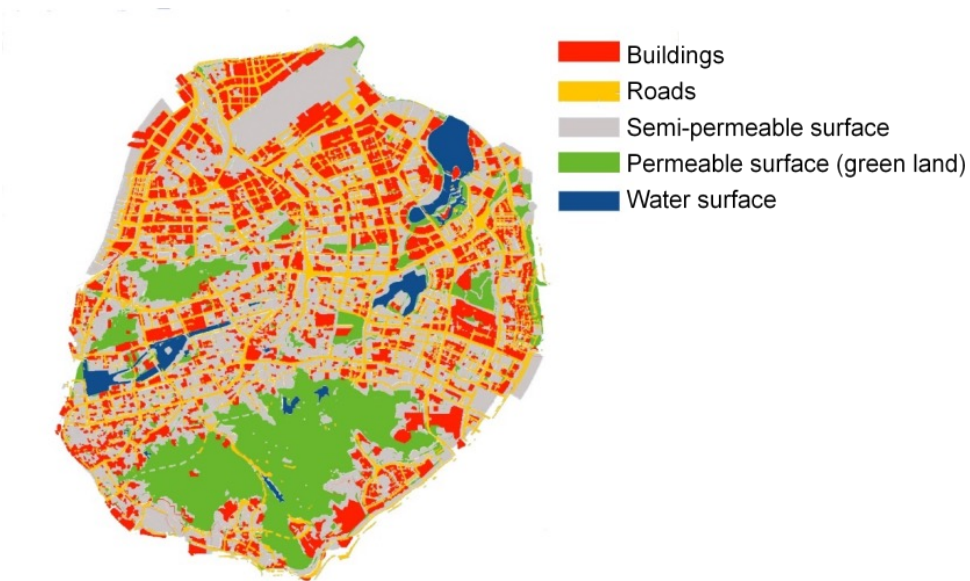 Buildings
Roads
Semi-permeable surface
Permeable surface (green land)
Water surface